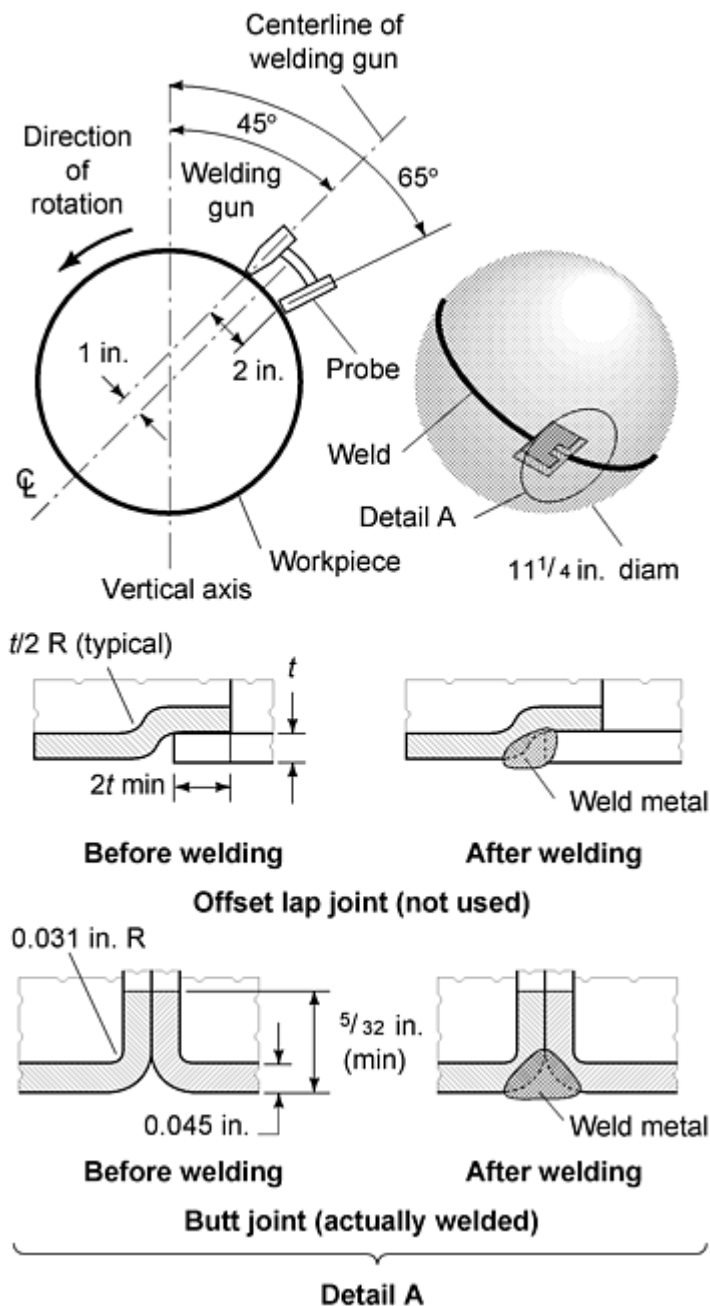 Centerline of
welding gun
45°
Direction
of
rotation
Welding
gun
65°
1 in.
2 in.
Probe
Weld
Detail A
℄
Workpiece
Vertical axis
11 1/4 in. diam
t/2 R (typical)
t
2t min
Weld metal
Before welding
After welding
Offset lap joint (not used)
0.031 in. R
5/32 in.
(min)
0.045 in.
Weld metal
Before welding
After welding
Butt joint (actually welded)
Detail A